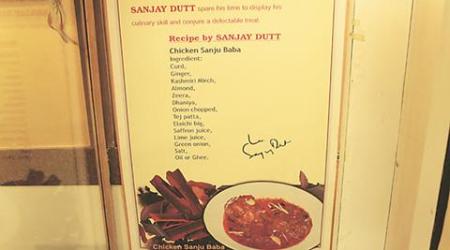 SANJAY DUTT spare his time to display his
culinary skill and conjure a delectable treat.
Recipe by SANJAY DUTT
Chicken Sanju Baba
Ingredient:
Curd,
Ginger,
Kashmiri Mirch,
Almond,
Zeera,
Dhaniya,
Onion chopped,
Tej patta,
Elaichi big,
Saffron juice,
Lime juice,
Green onion,
Salt,
Oil or Ghee.
Chicken Sanju Baba